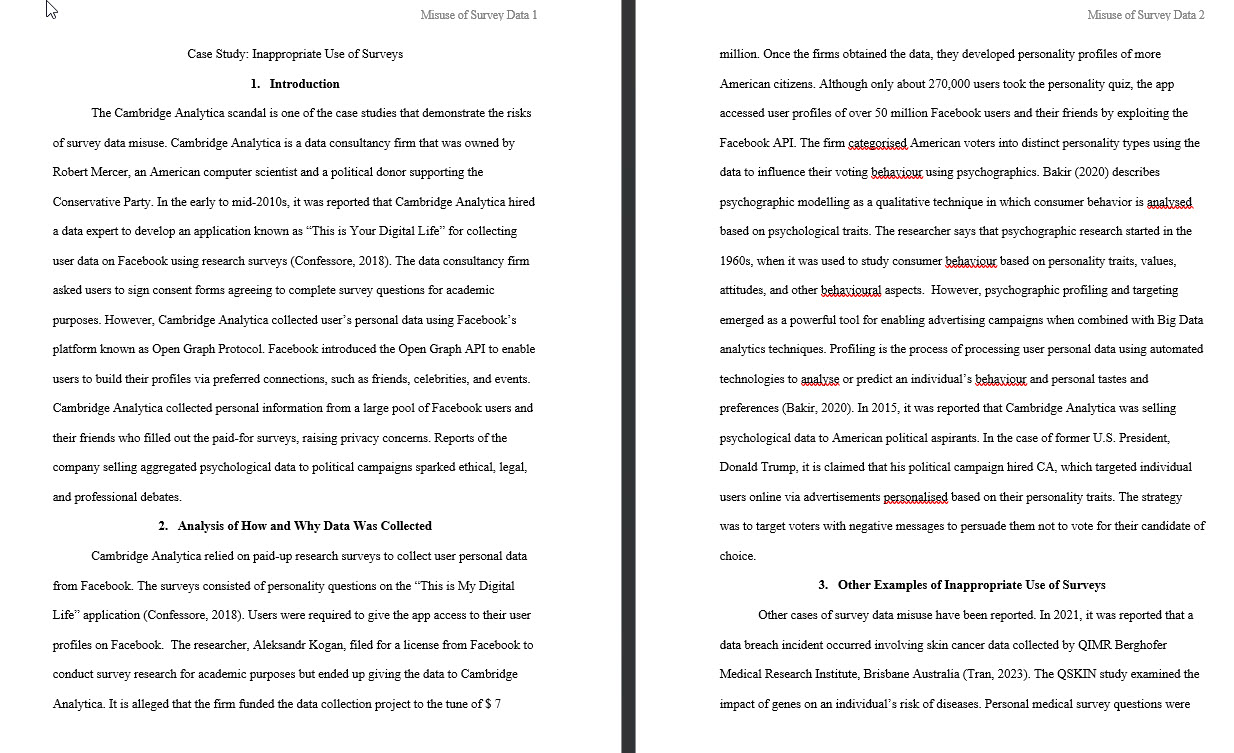 Misuse of Survey Data 1
Case Study: Inappropriate Use of Surveys
1. Introduction
The Cambridge Analytica scandal is one of the case studies that demonstrate the risks
of survey data misuse. Cambridge Analytica is a data consultancy firm that was owned by
Robert Mercer, an American computer scientist and a political donor supporting the
Conservative Party. In the early to mid-2010s, it was reported that Cambridge Analytica hired
a data expert to develop an application known as “This is Your Digital Life” for collecting
user data on Facebook using research surveys (Confessore, 2018). The data consultancy firm
asked users to sign consent forms agreeing to complete survey questions for academic
purposes. However, Cambridge Analytica collected user’s personal data using Facebook’s
platform known as Open Graph Protocol. Facebook introduced the Open Graph API to enable
users to build their profiles via preferred connections, such as friends, celebrities, and events.
Cambridge Analytica collected personal information from a large pool of Facebook users and
their friends who filled out the paid-for surveys, raising privacy concerns. Reports of the
company selling aggregated psychological data to political campaigns sparked ethical, legal,
and professional debates.
2. Analysis of How and Why Data Was Collected
Cambridge Analytica relied on paid-up research surveys to collect user personal data
from Facebook. The surveys consisted of personality questions on the “This is My Digital
Life” application (Confessore, 2018). Users were required to give the app access to their user
profiles on Facebook.  The researcher, Aleksandr Kogan, filed for a license from Facebook to
conduct survey research for academic purposes but ended up giving the data to Cambridge
Analytica. It is alleged that the firm funded the data collection project to the tune of $ 7
Misuse of Survey Data 2
million. Once the firms obtained the data, they developed personality profiles of more
American citizens. Although only about 270,000 users took the personality quiz, the app
accessed user profiles of over 50 million Facebook users and their friends by exploiting the
Facebook API. The firm categorised American voters into distinct personality types using the
data to influence their voting behaviour using psychographics. Bakir (2020) describes
psychographic modelling as a qualitative technique in which consumer behavior is analysed
based on psychological traits. The researcher says that psychographic research started in the
1960s, when it was used to study consumer behaviour based on personality traits, values,
attitudes, and other behavioural aspects.  However, psychographic profiling and targeting
emerged as a powerful tool for enabling advertising campaigns when combined with Big Data
analytics techniques. Profiling is the process of processing user personal data using automated
technologies to analyse or predict an individual’s behaviour and personal tastes and
preferences (Bakir, 2020). In 2015, it was reported that Cambridge Analytica was selling
psychological data to American political aspirants. In the case of former U.S. President,
Donald Trump, it is claimed that his political campaign hired CA, which targeted individual
users online via advertisements personalised based on their personality traits. The strategy
was to target voters with negative messages to persuade them not to vote for their candidate of
choice.
3. Other Examples of Inappropriate Use of Surveys
Other cases of survey data misuse have been reported. In 2021, it was reported that a
data breach incident occurred involving skin cancer data collected by QIMR Berghofer
Medical Research Institute, Brisbane Australia (Tran, 2023). The QSKIN study examined the
impact of genes on an individual’s risk of diseases. Personal medical survey questions were